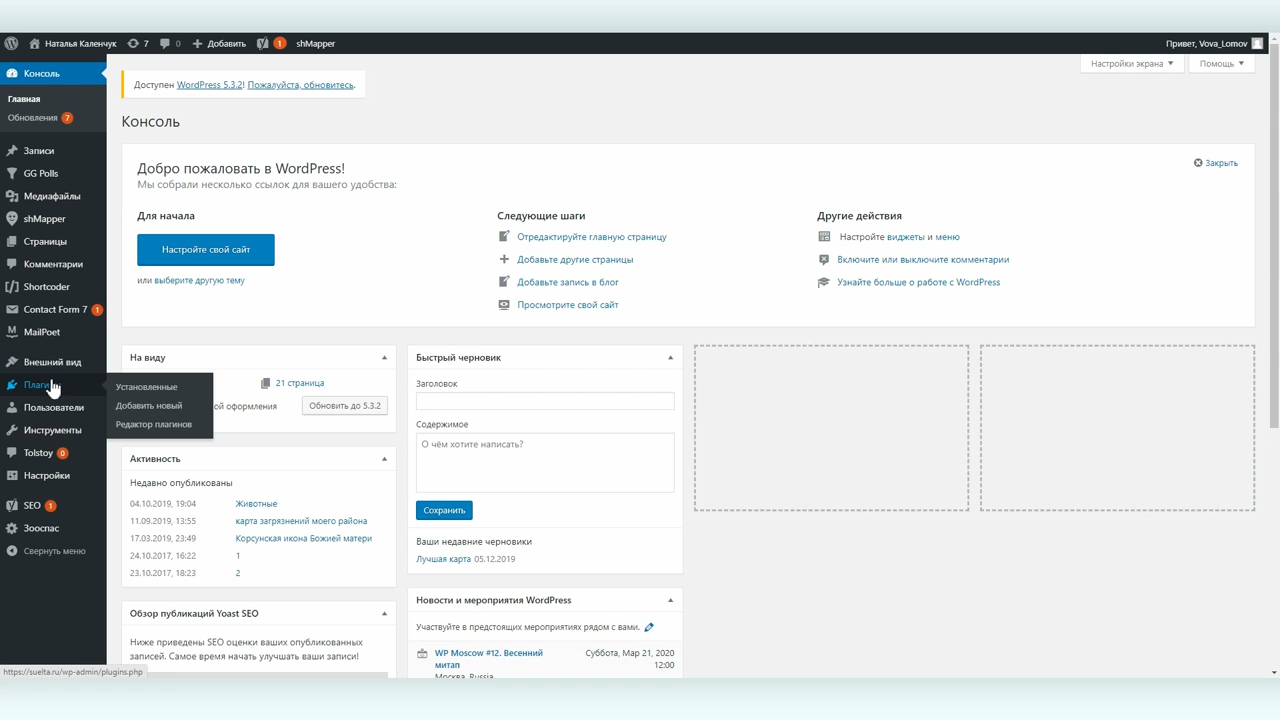 Наталья Каленчук
7
0
Добавить
1
shMapper
Привет, Vova_Lomov
Консоль
Главная
Обновления 7
Записи
GG Polls
Медиафайлы
shMapper
Страницы
Комментарии
Shortcoder
Contact Form 7 1
MailPoet
Внешний вид
Установленные
Добавить новый
Редактор плагинов
Пользователи
Инструменты
Tolstoy 0
Настройки
SEO 1
Зооспас
Свернуть меню
Настройки экрана
Помощь
Доступен WordPress 5.3.2! Пожалуйста, обновитесь.
Консоль
Добро пожаловать в WordPress!
Мы собрали несколько ссылок для вашего удобства:
Закрыть
Для начала
Настройте свой сайт
или выберите другую тему
Следующие шаги
Отредактируйте главную страницу
Добавьте другие страницы
Добавьте запись в блог
Просмотрите свой сайт
Другие действия
Настройте виджеты и меню
Включите или выключите комментарии
Узнайте больше о работе с WordPress
На виду
21 страница
оформления
Обновить до 5.3.2
Активность
Недавно опубликованы
04.10.2019, 19:04 Животные
11.09.2019, 13:55 карта загрязнений моего района
17.03.2019, 23:49 Корсунская икона Божией матери
24.10.2017, 16:22 1
23.10.2017, 18:23 2
Обзор публикаций Yoast SEO
Ниже приведены SEO оценки ваших опубликованных
записей. Самое время начать улучшать ваши записи!
Быстрый черновик
Заголовок
Содержимое
О чём хотите написать?
Сохранить
Ваши недавние черновики
Лучшая карта 05.12.2019
Новости и мероприятия WordPress
Участвуйте в предстоящих мероприятиях рядом с вами.
WP Moscow #12. Весенний
митап
Суббота, Мар 21, 2020
12:00
Москва, Russia
https://suelta.ru/wp-admin/plugins.php